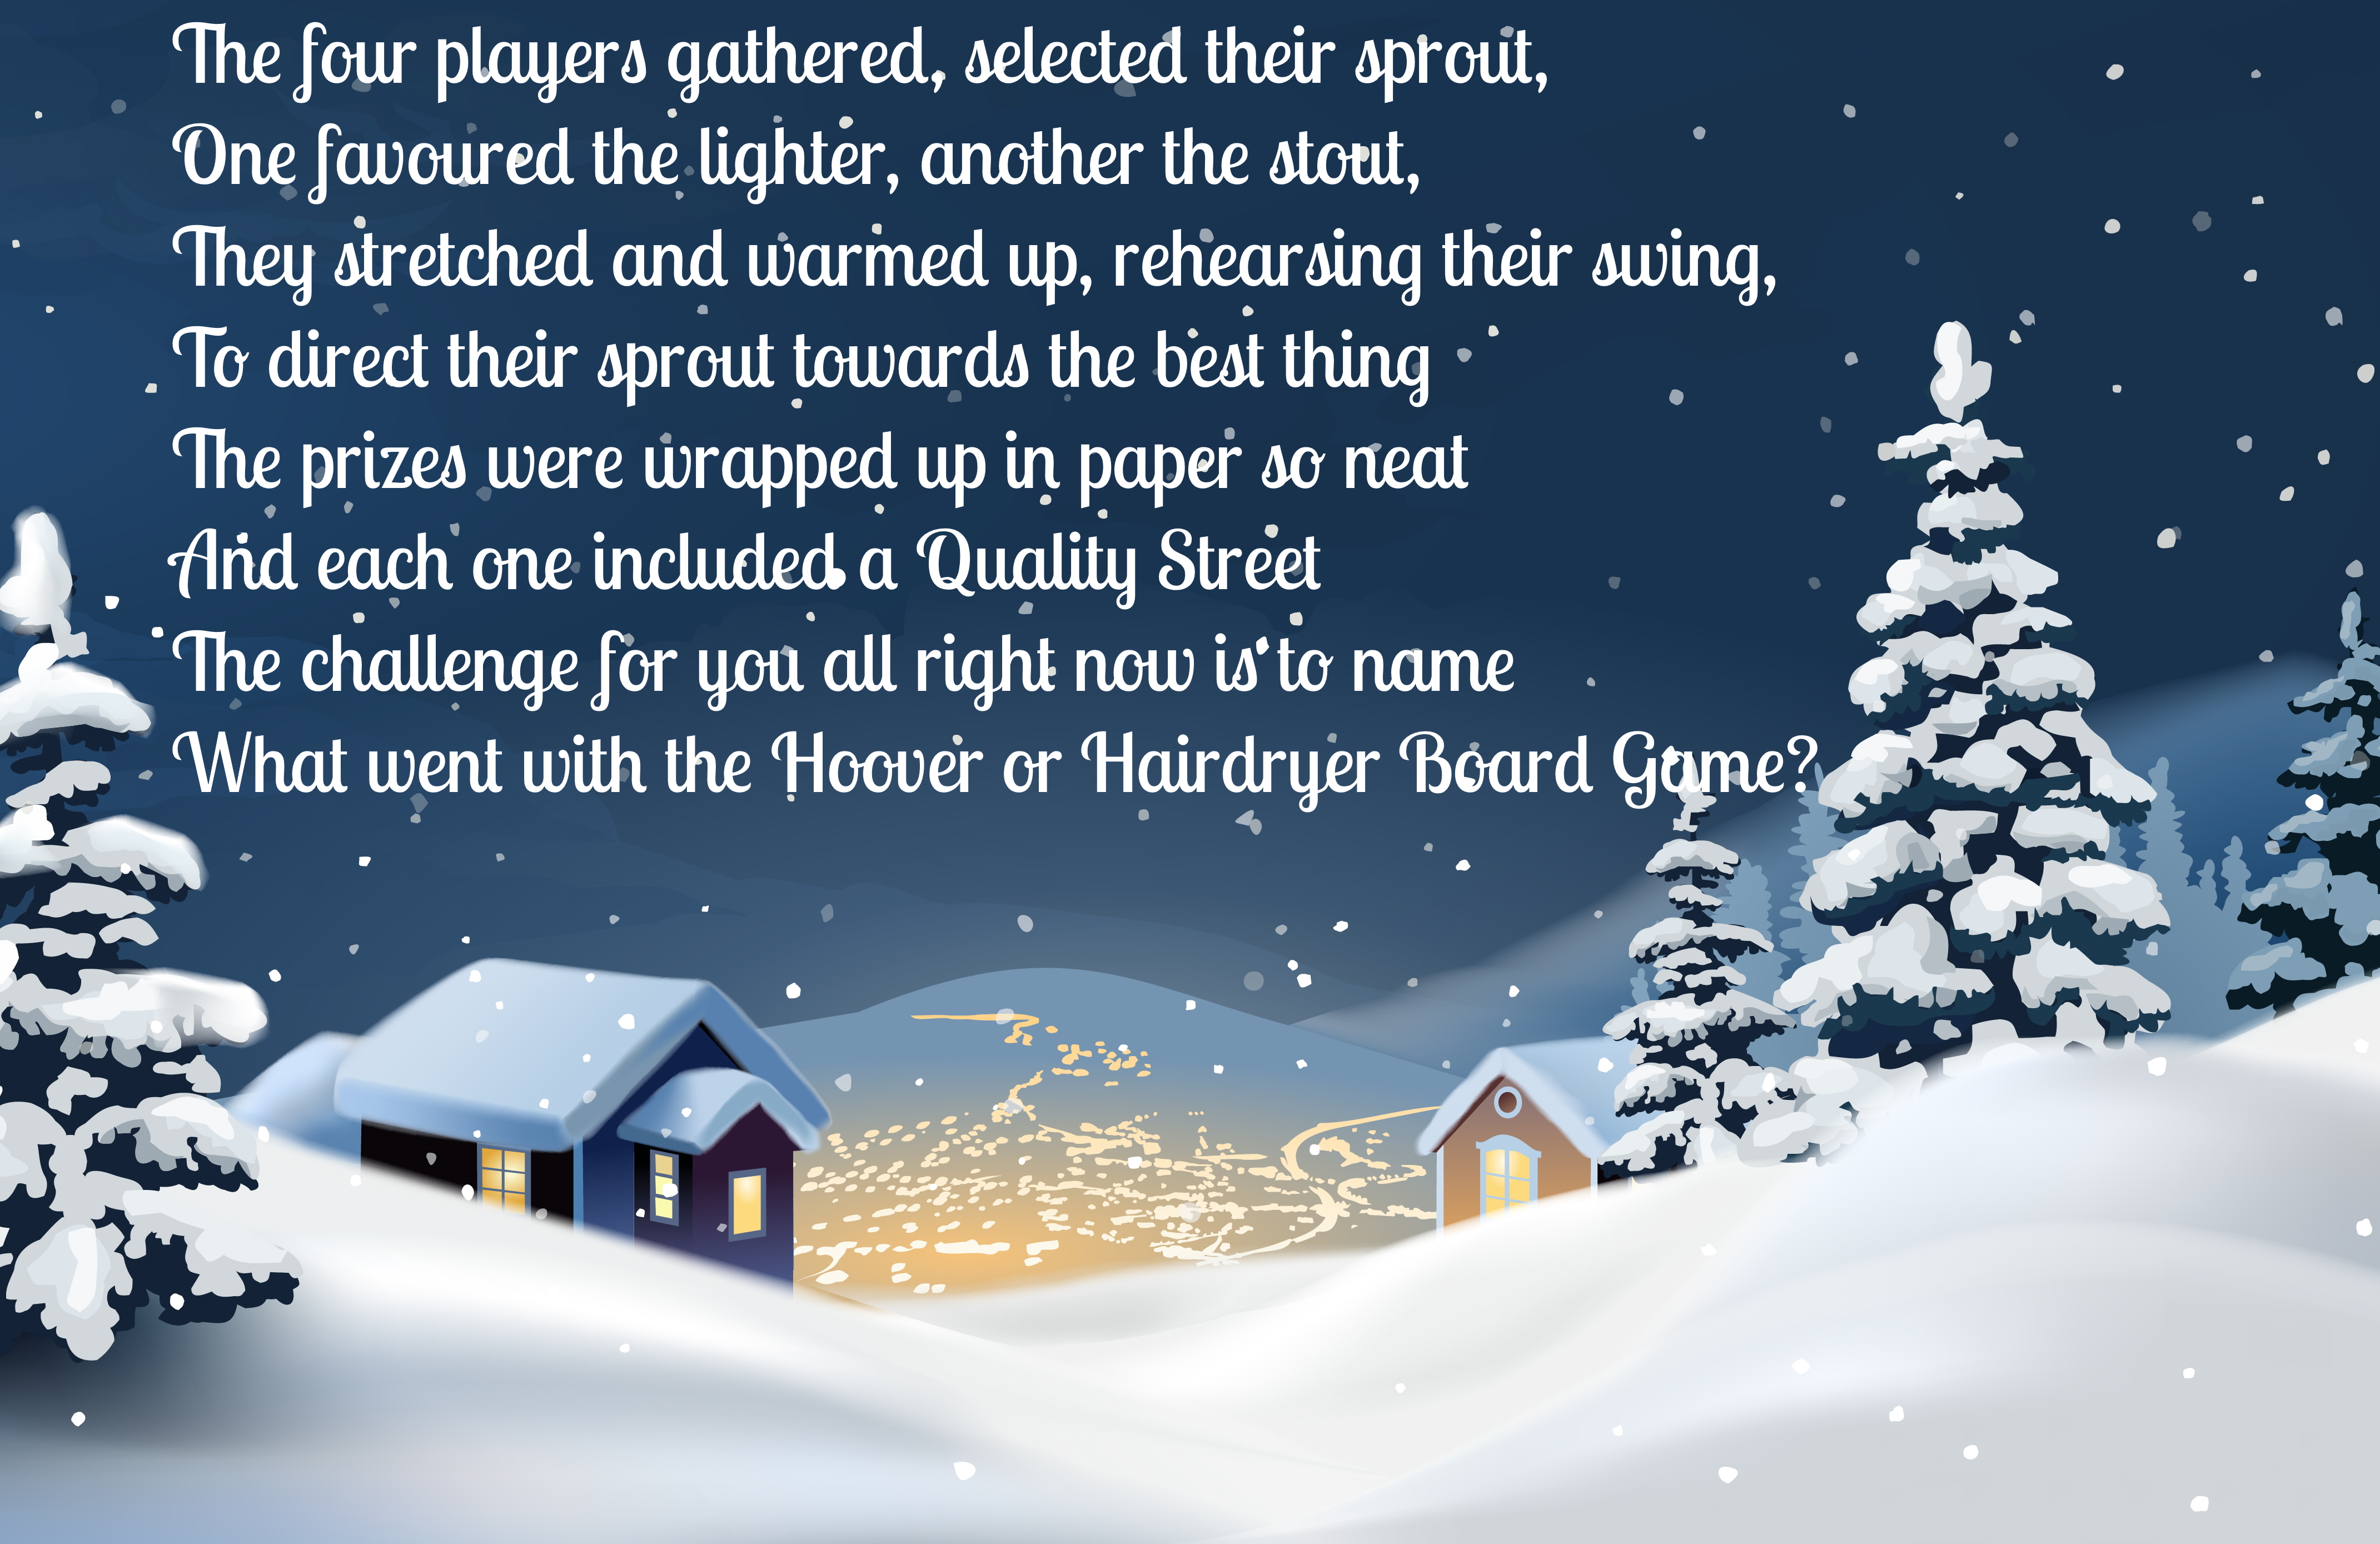 The four players gathered, selected their sprout,
One favoured the lighter, another the stout,
They stretched and warmed up, rehearsing their swing,
To direct their sprout towards the best thing
The prizes were wrapped up in paper so neat
And each one included a Quality Street
The challenge for you all right now is to name
What went with the Hoover or Hairdryer Board Game?